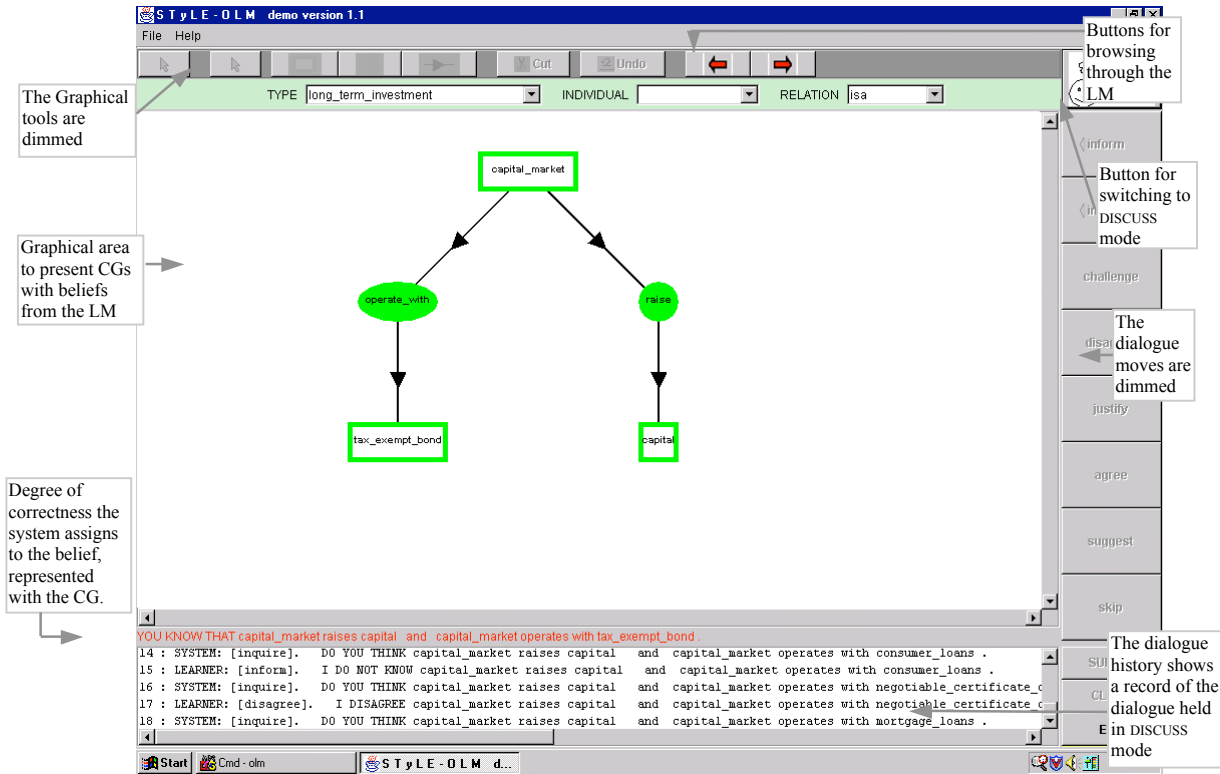 STyLE-OLM demo version 1.1
File Help
Cut Undo
TYPE long_term_investment INDIVIDUAL RELATION isa
Buttons for
browsing
through the
LM
The Graphical
tools are
dimmed
inform
Button for
switching to
DISCUSS
mode
capital_market
Graphical area
to present CGs
with beliefs
from the LM
challenge
operate_with raise
The
dialogue
moves are
dimmed
justify
tax_exempt_bond capital
agree
Degree of
correctness the
system assigns
to the belief,
represented
with the CG.
suggest
skip
YOU KNOW THAT capital_market raises capital and capital_market operates with tax_exempt_bond .
14 : SYSTEM: [inquire]. DO YOU THINK capital_market raises capital and capital_market operates with consumer_loans .
15 : LEARNER: [inform]. I DO NOT KNOW capital_market raises capital and capital_market operates with consumer_loans .
16 : SYSTEM: [inquire]. DO YOU THINK capital_market raises capital and capital_market operates with negotiable_certificate_
17 : LEARNER: [disagree]. I DISAGREE capital_market raises capital and capital_market operates with negotiable_certificate_
18 : SYSTEM: [inquire]. DO YOU THINK capital_market raises capital and capital_market operates with mortgage_loans .
The dialogue
history shows
a record of the
dialogue held
in DISCUSS
mode
Start Cmd - olm STyLE-OLM d...